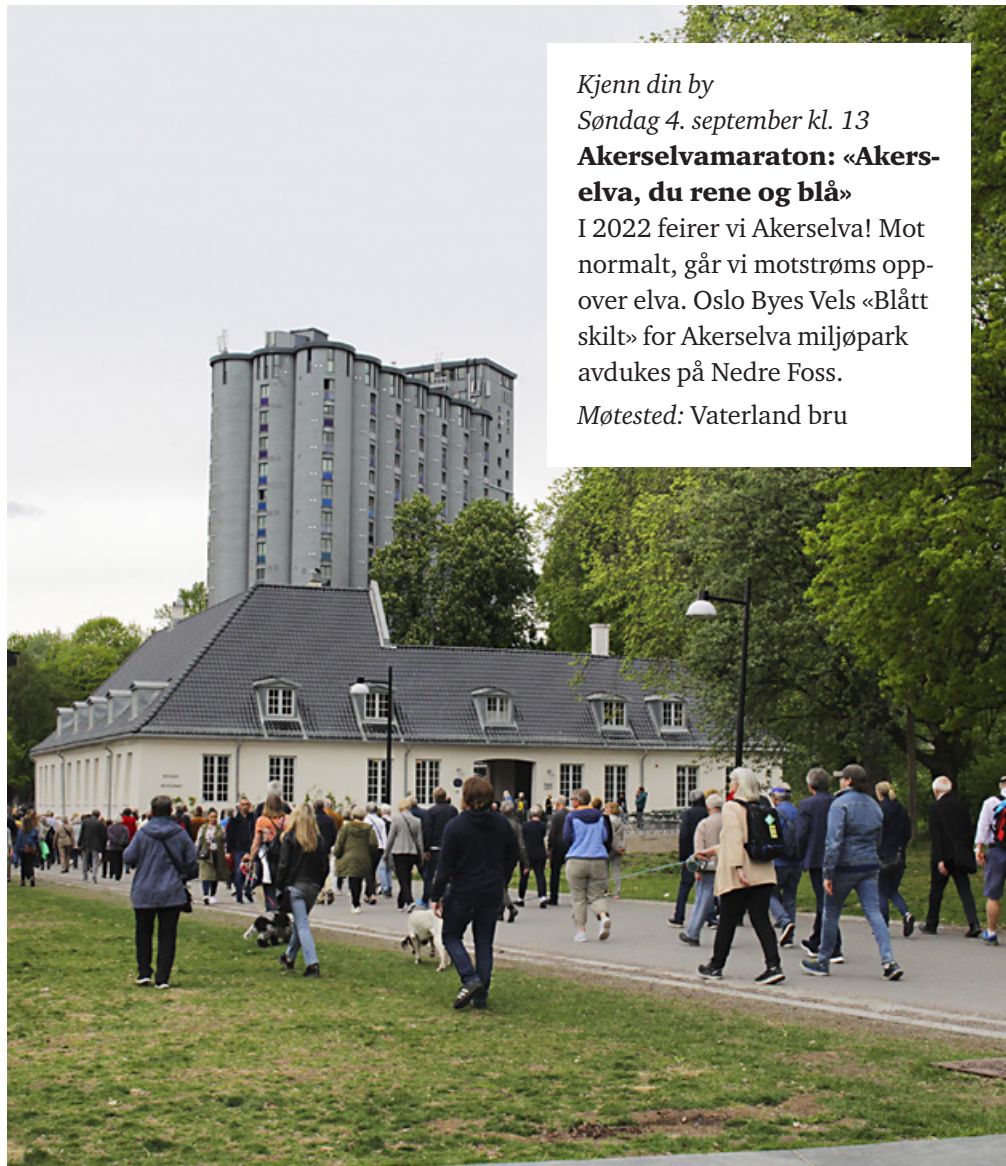 Kjenn din by
Søndag 4. september kl. 13
Akerselvamaraton: «Akers-
elva, du rene og blå»
I 2022 feirer vi Akerselva! Mot
normalt, går vi motstrøms opp-
over elva. Oslo Byes Vels «Blått
skilt» for Akerselva miljøpark
avdukes på Nedre Foss.
Møtested: Vaterland bru